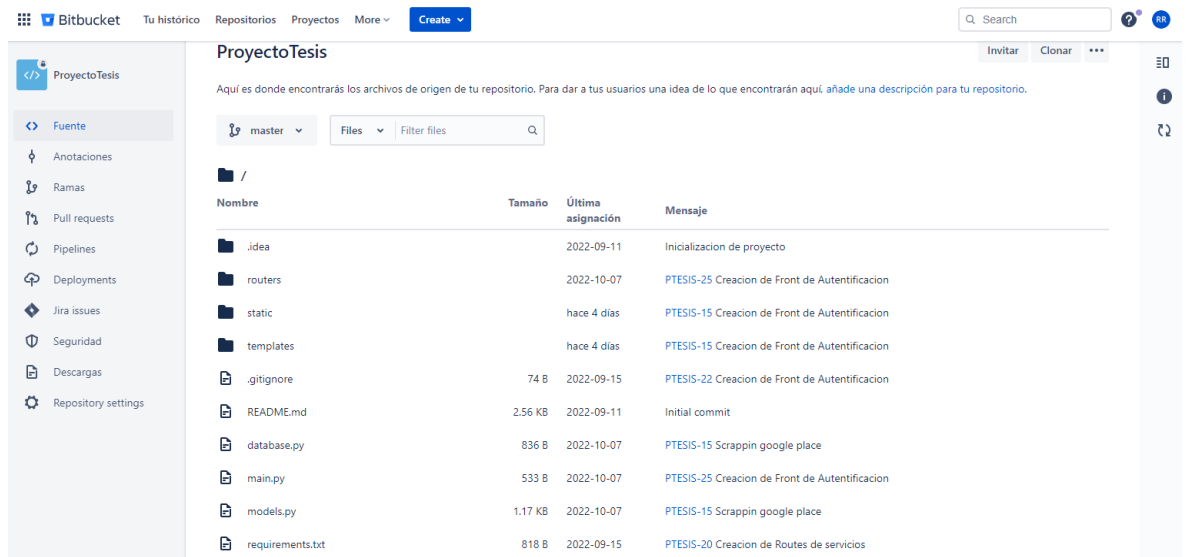 Bitbucket Tu histórico Repositorios Proyectos More Create Search RR
ProyectoTesis Invitar Clonar
ProyectoTesis
Aquí es donde encontrarás los archivos de origen de tu repositorio. Para dar a tus usuarios una idea de lo que encontrarán aquí, añade una descripción para tu repositorio.
Fuente
master Files Filter files
Anotaciones
/
Ramas
Nombre Tamaño Última asignación Mensaje
Pull requests
.idea 2022-09-11 Inicializacion de proyecto
Pipelines
routers 2022-10-07 PTESIS-25 Creacion de Front de Autentificacion
Deployments
static hace 4 días PTESIS-15 Creacion de Front de Autentificacion
Jira issues
templates hace 4 días PTESIS-15 Creacion de Front de Autentificacion
Seguridad
.gitignore 74 B 2022-09-15 PTESIS-22 Creacion de Front de Autentificacion
Descargas
README.md 2.56 KB 2022-09-11 Initial commit
Repository settings
database.py 836 B 2022-10-07 PTESIS-15 Scrappin google place
main.py 533 B 2022-10-07 PTESIS-25 Creacion de Front de Autentificacion
models.py 1.17 KB 2022-10-07 PTESIS-15 Scrappin google place
requirements.txt 818 B 2022-09-15 PTESIS-20 Creacion de Routes de servicios